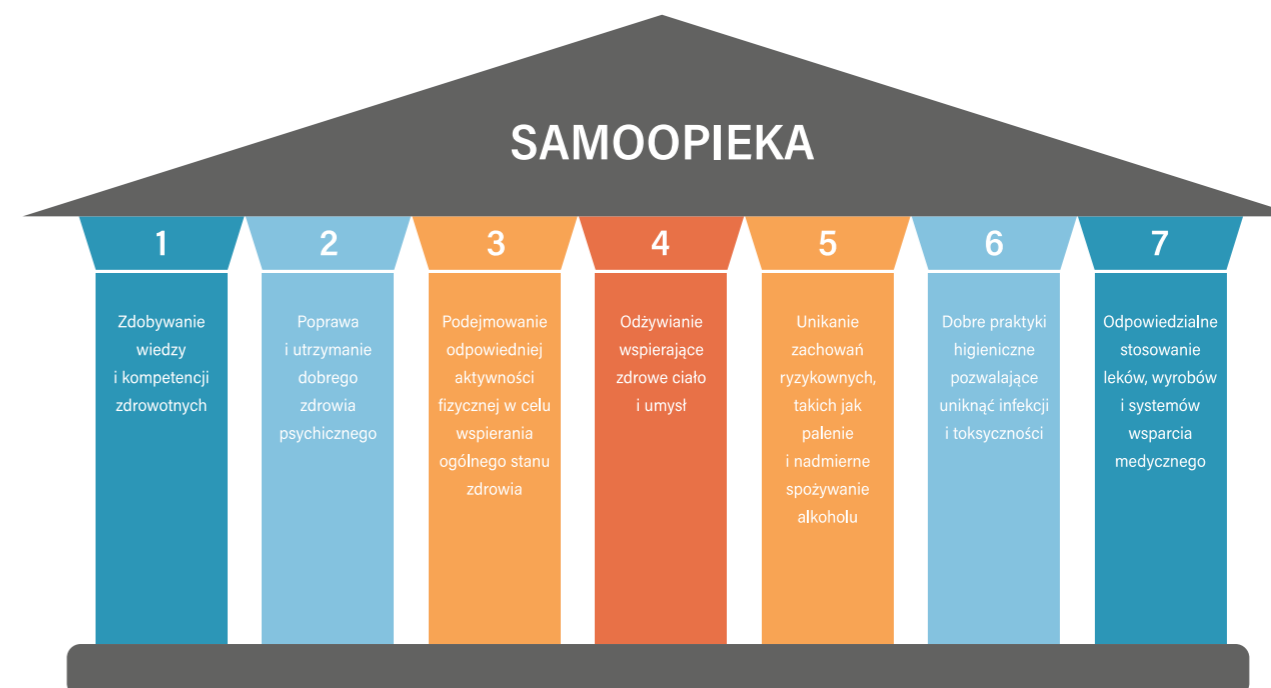 SAMOOPIEKA
1
Zdobywanie
wiedzy
i kompetencji
zdrowotnych
2
Poprawa
i utrzymanie
dobrego
zdrowia
psychicznego
3
Podejmowanie
odpowiedniej
aktywności
fizycznej w celu
wspierania
ogólnego stanu
zdrowia
4
Odżywianie
wspierające
zdrowe ciało
i umysł
5
Unikanie
zachowań
ryzykownych,
takich jak
palenie
i nadmierne
spożywanie
alkoholu
6
Dobre praktyki
higieniczne
pozwalające
uniknąć infekcji
i toksyczności
7
Odpowiedzialne
stosowanie
leków, wyrobów
i systemów
wsparcia
medycznego